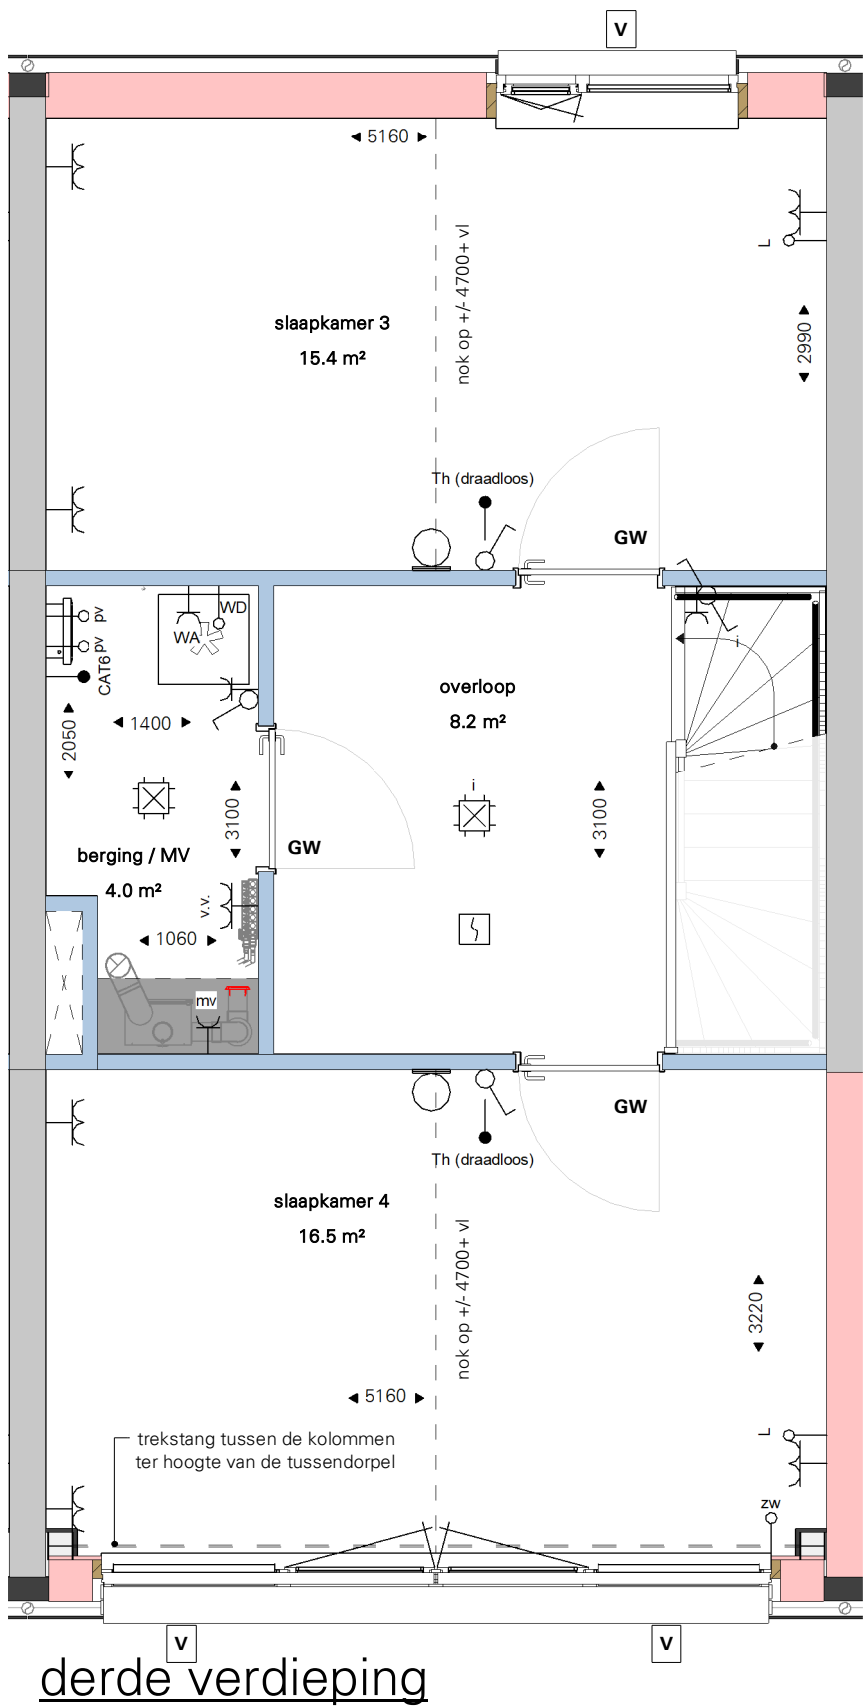 V
5160
nok op +/- 4700+ vl
L
slaapkamer 3
15.4 m²
2990
Th (draadloos)
GW
pv
pv
CAT6
WD
WA
i
overloop
8.2 m²
1400
2050
3100
i
3100
GW
berging / MV
4.0 m²
v.v.
1060
mv
GW
Th (draadloos)
slaapkamer 4
16.5 m²
nok op +/- 4700+ vl
3220
5160
trekstang tussen de kolommen
ter hoogte van de tussendorpel
L
zw
V
V
derde verdieping